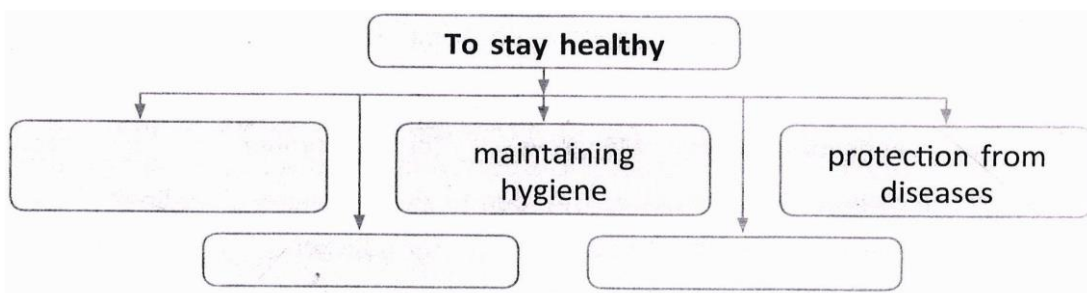 To stay healthy
maintaining
hygiene
protection from
diseases